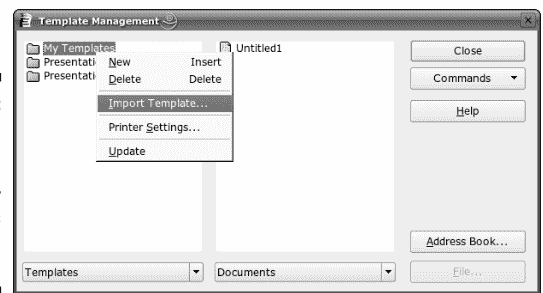 Template Management
My Templates
Presentati
Presentati
New Insert
Delete Delete
Import Template...
Printer Settings...
Update
Untitled1
Close
Commands
Help
Address Book...
File...
Templates
Documents